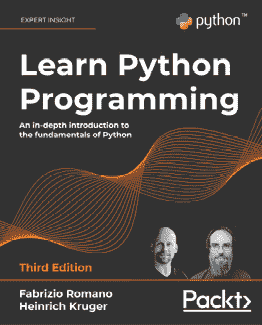 EXPERT INSIGHT
python™
Learn Python
Programming
An in-depth introduction to
the fundamentals of Python
Third Edition
Fabrizio Romano
Heinrich Kruger
Packt>